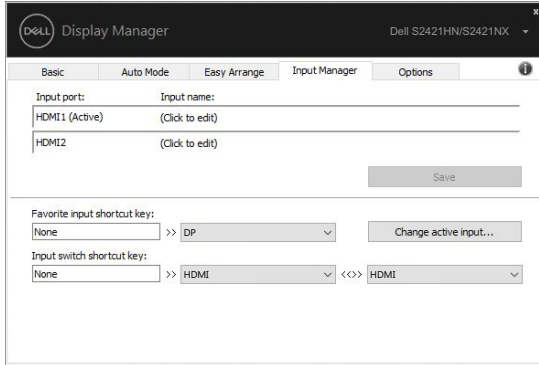 x
DELL Display Manager Dell S2421HN/S2421NX
Basic Auto Mode Easy Arrange Input Manager Options i
Input port: Input name:
HDMI1 (Active) (Click to edit)
HDMI2 (Click to edit)
Save
Favorite input shortcut key:
None >> DP Change active input...
Input switch shortcut key:
None >> HDMI <<>> HDMI